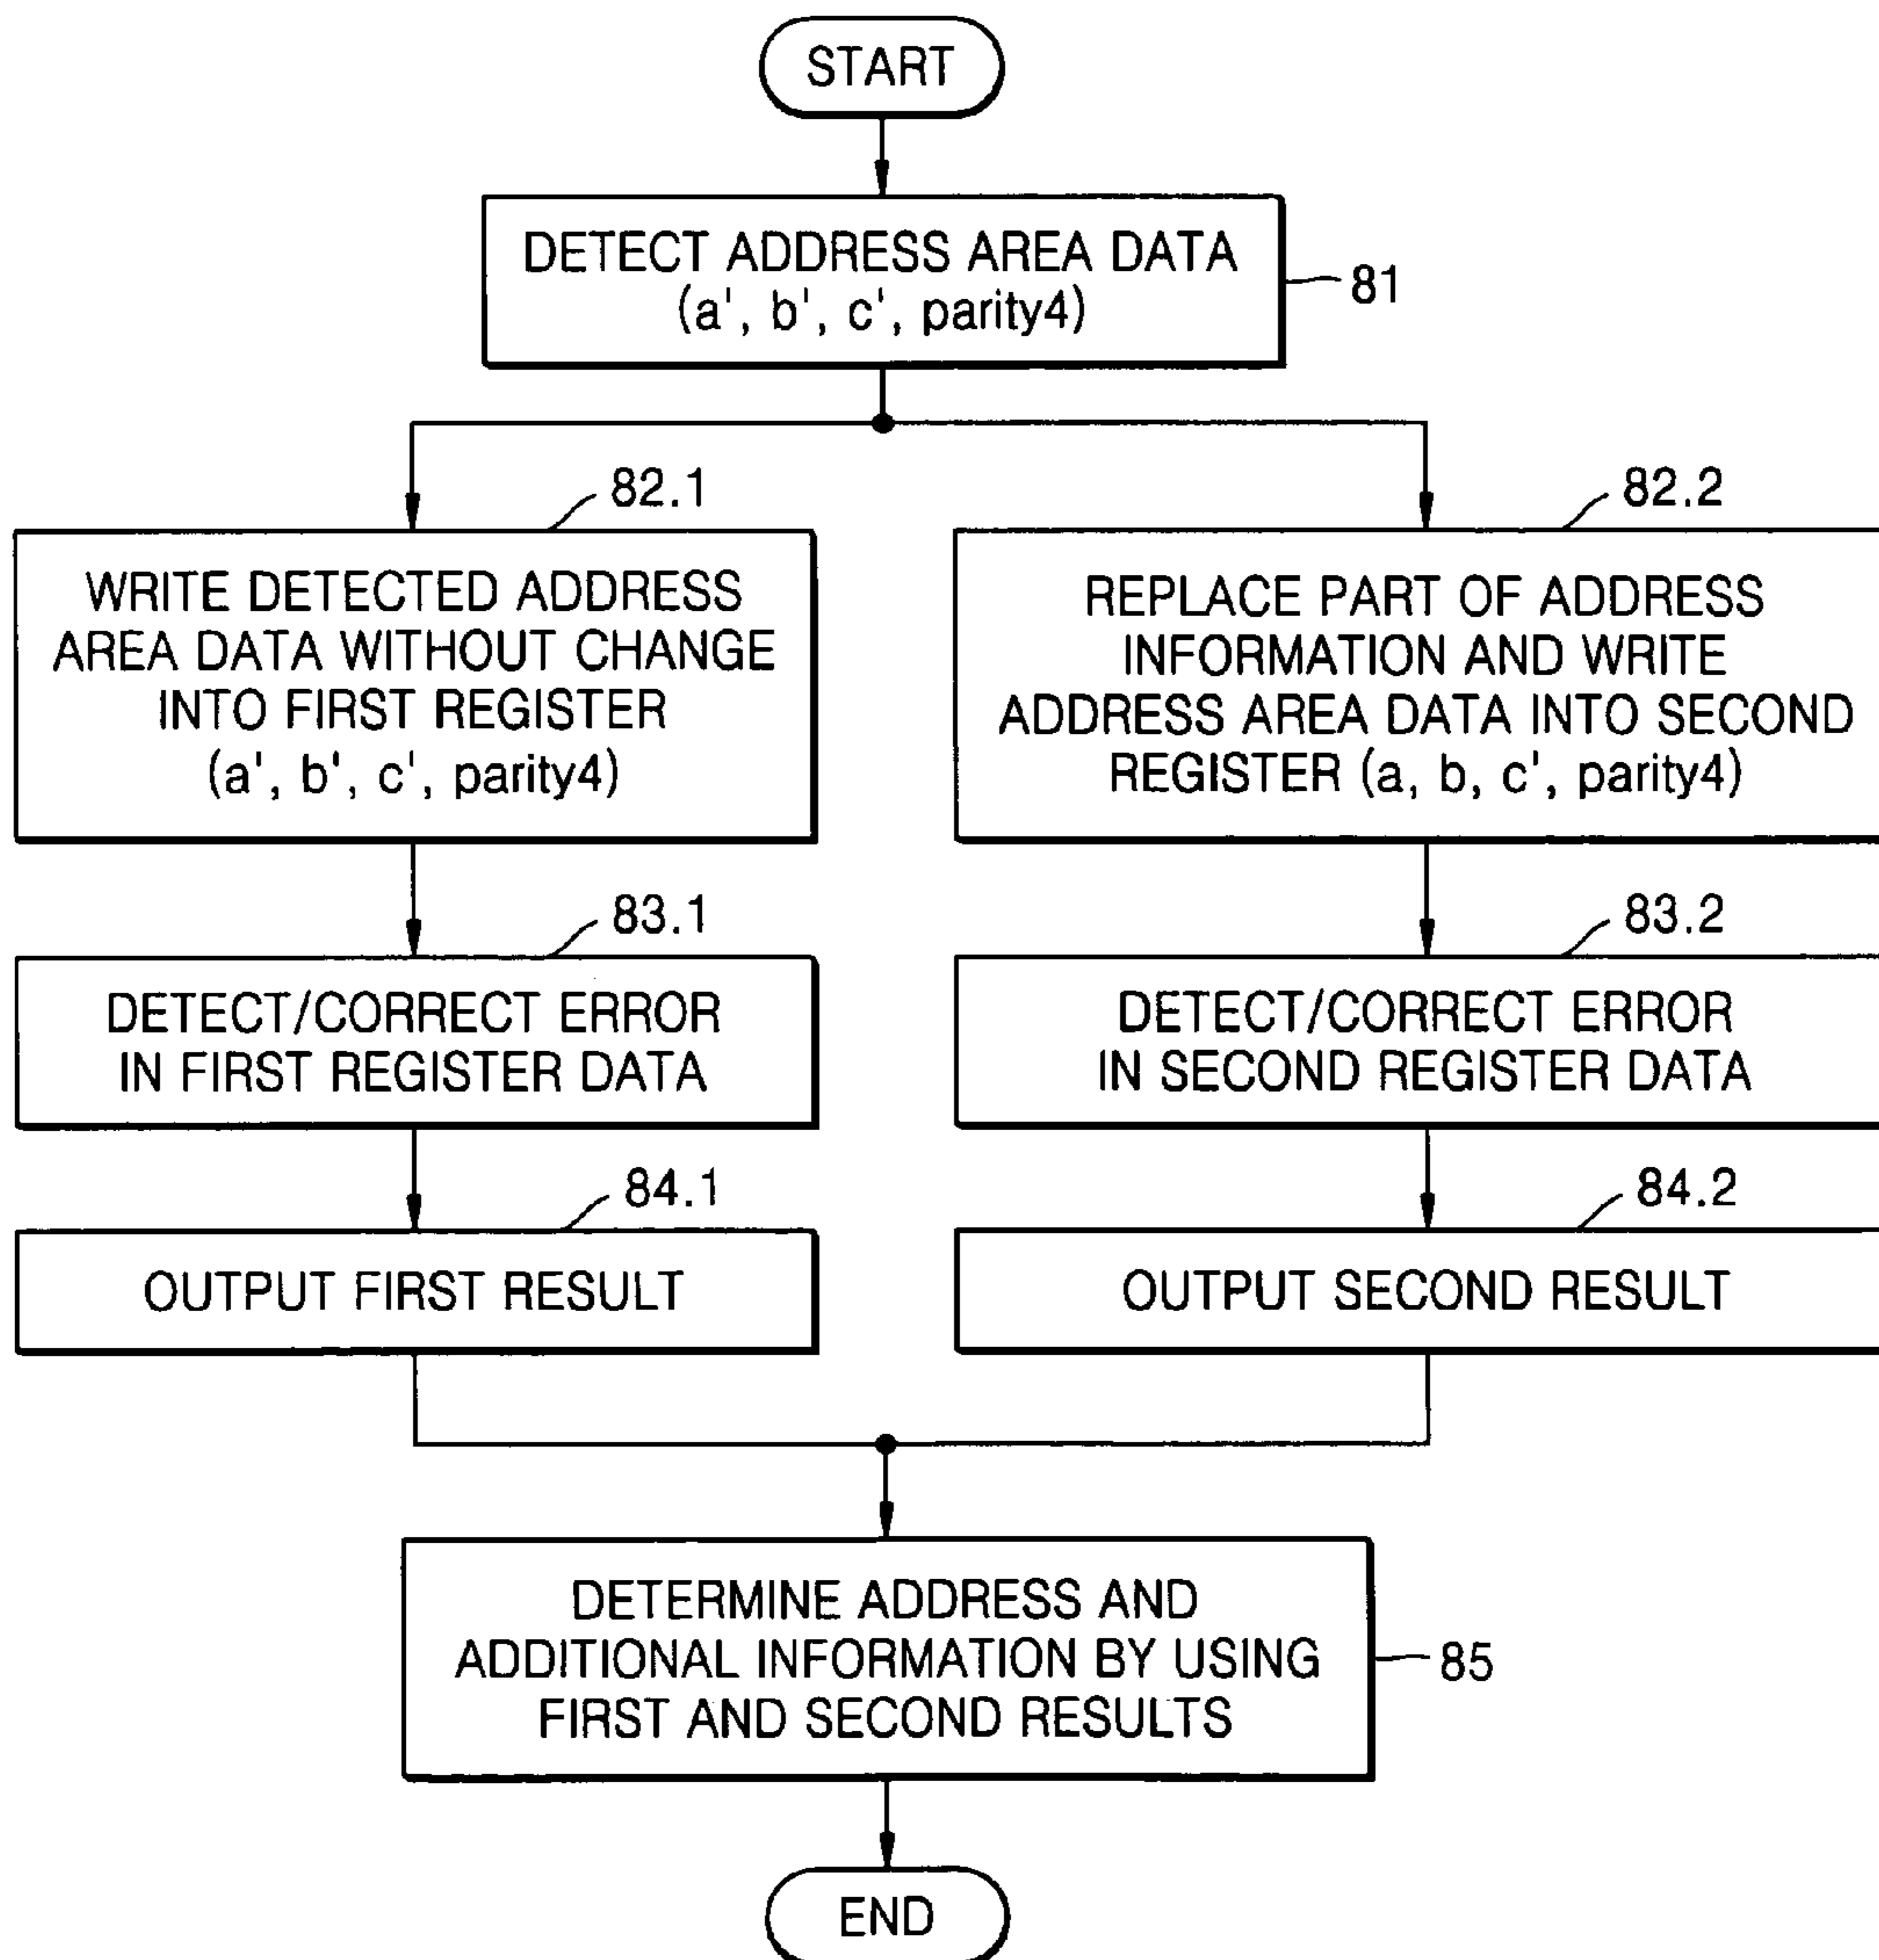 START
DETECT ADDRESS AREA DATA
(a', b', c', parity4)
81
82.1
WRITE DETECTED ADDRESS
AREA DATA WITHOUT CHANGE
INTO FIRST REGISTER
(a', b', c', parity4)
82.2
REPLACE PART OF ADDRESS
INFORMATION AND WRITE
ADDRESS AREA DATA INTO SECOND
REGISTER (a, b, c', parity4)
83.1
DETECT/CORRECT ERROR
IN FIRST REGISTER DATA
83.2
DETECT/CORRECT ERROR
IN SECOND REGISTER DATA
84.1
OUTPUT FIRST RESULT
84.2
OUTPUT SECOND RESULT
DETERMINE ADDRESS AND
ADDITIONAL INFORMATION BY USING
FIRST AND SECOND RESULTS
85
END